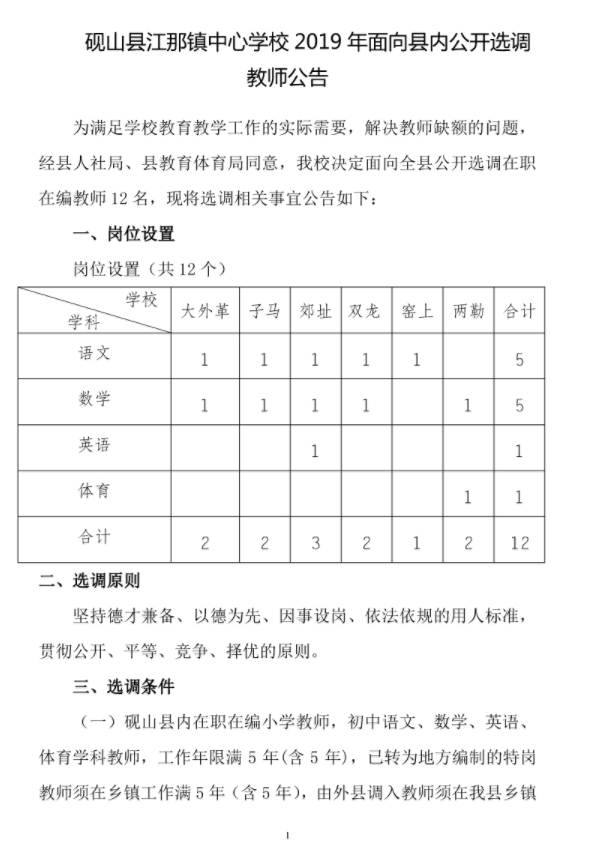 砚山县江那镇中心学校 2019 年面向县内公开选调
教师公告
为满足学校教育教学工作的实际需要，解决教师缺额的问题，
经县人社局、县教育体育局同意，我校决定面向全县公开选调在职
在编教师 12 名，现将选调相关事宜公告如下：
一、岗位设置
岗位设置（共 12 个）
学校
学科 大外革 子马 郊址 双龙 窑上 两勒 合计
语文 1 1 1 1 1 5
数学 1 1 1 1 1 5
英语 1 1
体育 1 1
合计 2 2 3 2 1 2 12
二、选调原则
坚持德才兼备、以德为先、因事设岗、依法依规的用人标准，
贯彻公开、平等、竞争、择优的原则。
三、选调条件
（一）砚山县内在职在编小学教师，初中语文、数学、英语、
体育学科教师，工作年限满 5 年(含 5 年)，已转为地方编制的特岗
教师须在乡镇工作满 5 年（含 5 年），由外县调入教师须在我县乡镇
1